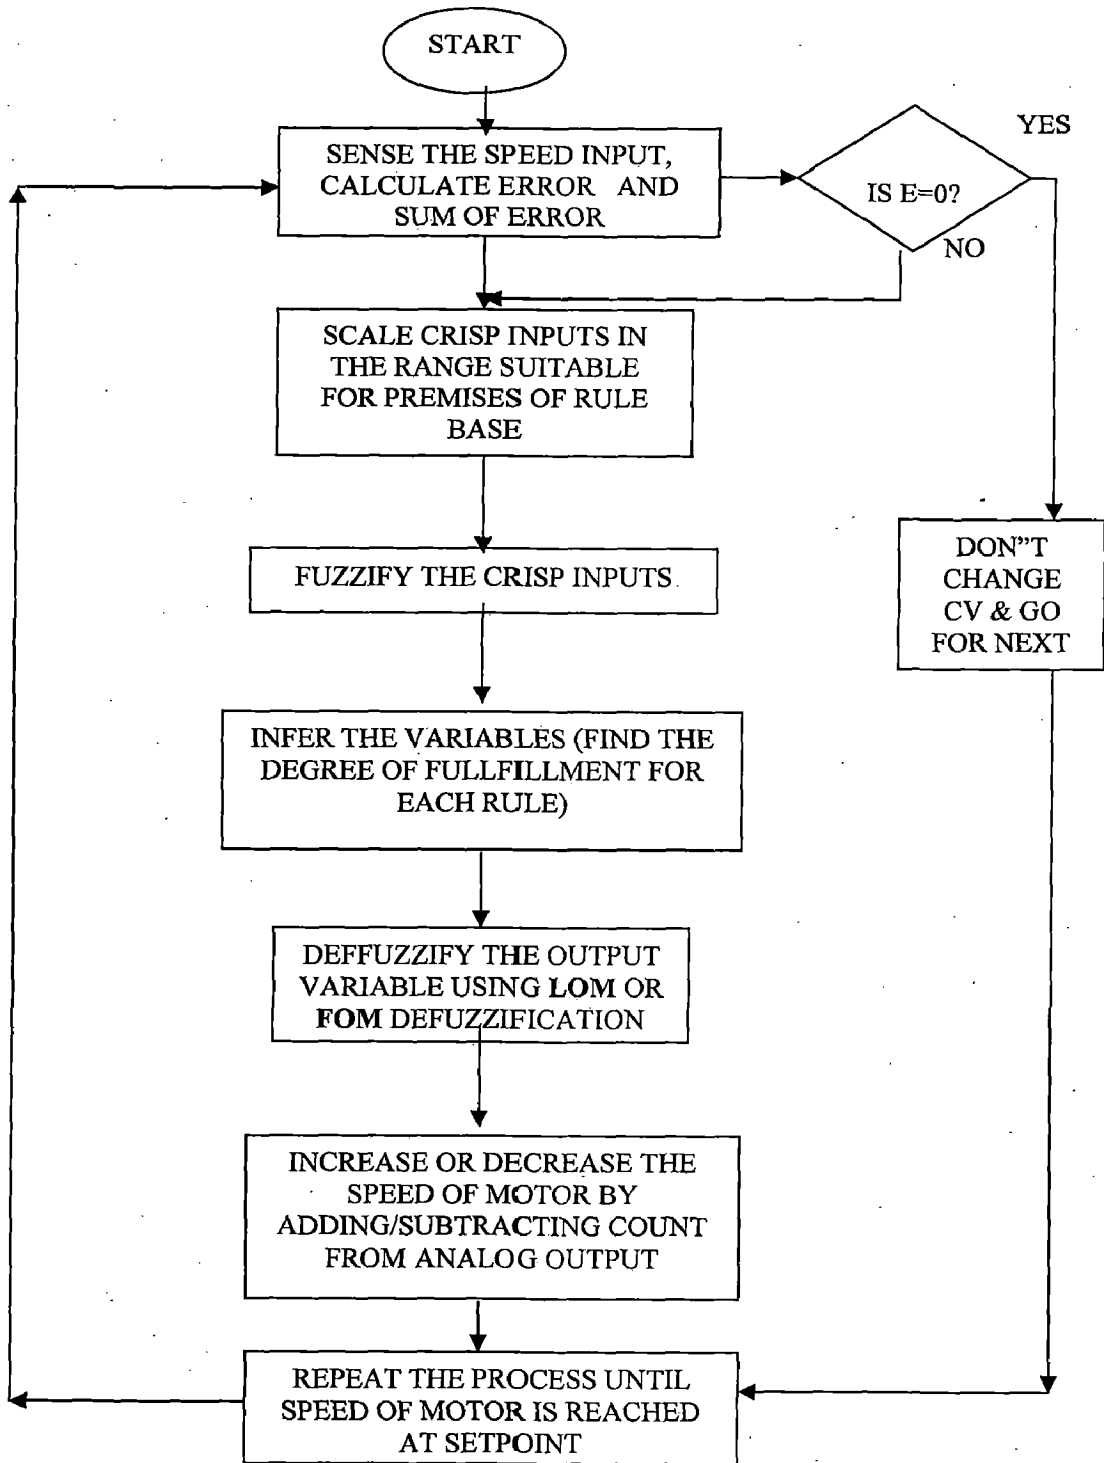 START
SENSE THE SPEED INPUT,
CALCULATE ERROR AND
SUM OF ERROR
YES
IS E=0?
NO
SCALE CRISP INPUTS IN
THE RANGE SUITABLE
FOR PREMISES OF RULE
BASE
FUZZIFY THE CRISP INPUTS
DON"T
CHANGE
CV & GO
FOR NEXT
INFER THE VARIABLES (FIND THE
DEGREE OF FULLFILLMENT FOR
EACH RULE)
DEFFUZZIFY THE OUTPUT
VARIABLE USING LOM OR
FOM DEFUZZIFICATION
INCREASE OR DECREASE THE
SPEED OF MOTOR BY
ADDING/SUBTRACTING COUNT
FROM ANALOG OUTPUT
REPEAT THE PROCESS UNTIL
SPEED OF MOTOR IS REACHED
AT SETPOINT